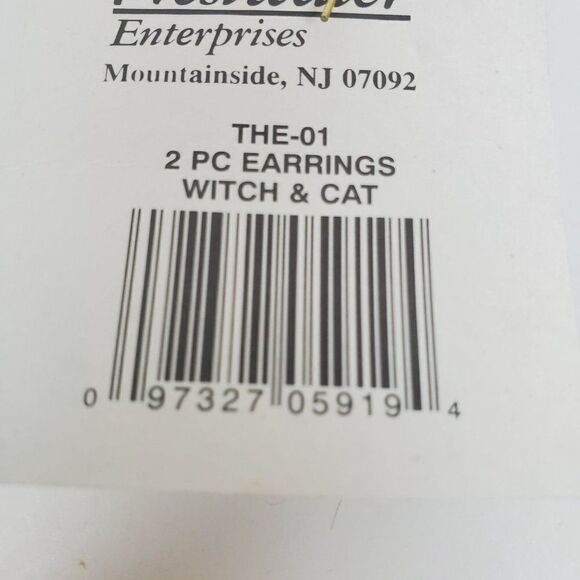 Enterprises
Mountainside, NJ 07092
THE-01
2 PC EARRINGS
WITCH & CAT
0 97327 05919 4